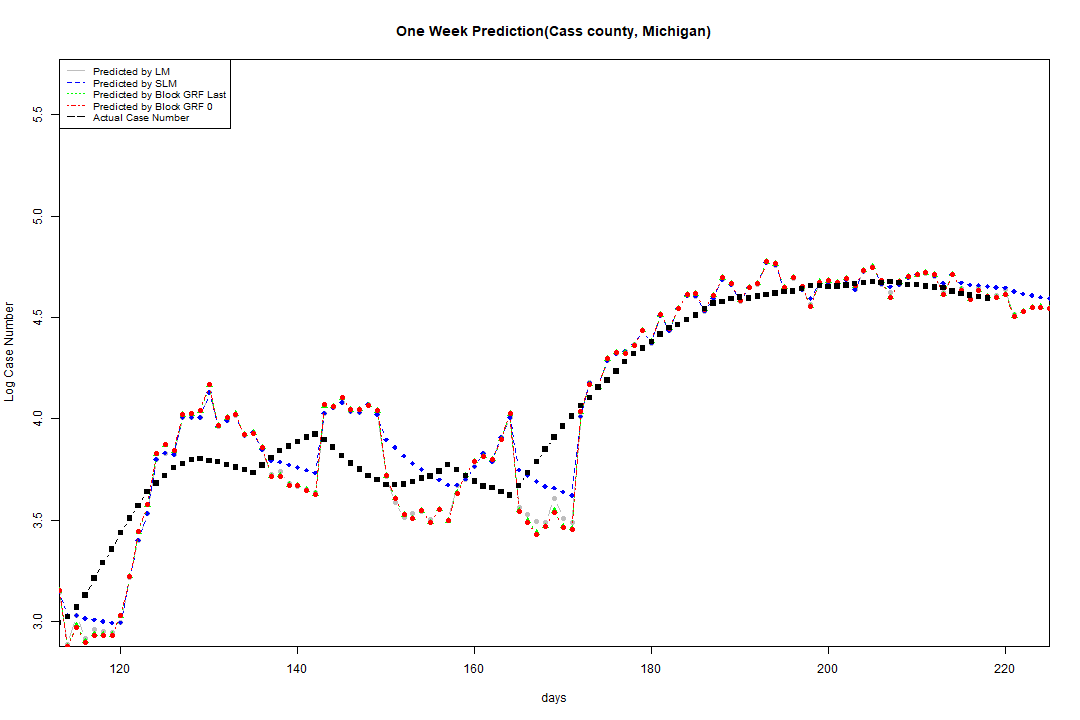 One Week Prediction(Cass county, Michigan)
Predicted by LM
Predicted by SLM
Predicted by Block GRF Last
Predicted by Block GRF 0
Actual Case Number
Log Case Number
5.5
5.0
4.5
4.0
3.5
3.0
120 140 160 180 200 220
days